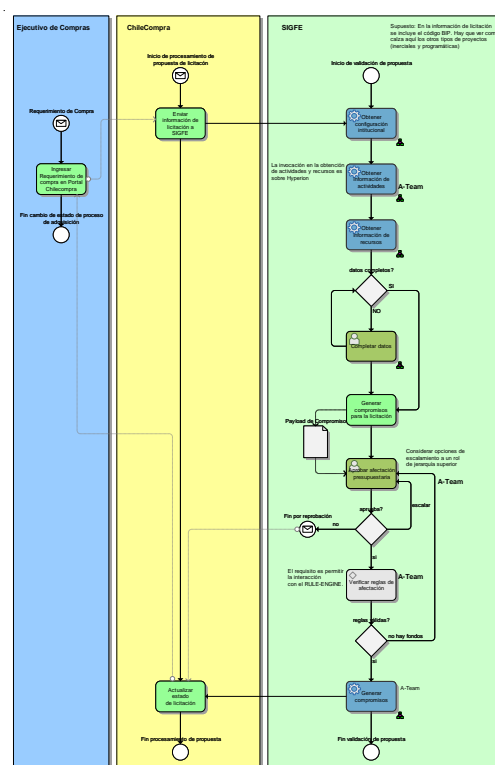 .
Ejecutivo de Compras
ChileCompra
SIGFE
Supuesto: En la información de licitación
se incluye el código BIP. Hay que ver como
calza aquí los otros tipos de proyectos
(inerciales y programáticas)
Inicio de procesamiento de
propuesta de licitación
Inicio de validación de propuesta
Requerimiento de Compra
Enviar
información de
licitación a
SIGFE
Obtener
configuración
intitucional
Ingresar
Requerimiento de
compra en Portal
Chilecompra
La invocación en la obtención
de actividades y recursos es
sobre Hyperion
Obtener
información de
actividades
A-Team
Fin cambio de estado de proceso
de adquisición
Obtener
información de
recursos
datos completos?
SI
NO
Completar datos
Generar
compromisos
para la licitación
Payload de Compromiso
Considerar opciones de
escalamiento a un rol
de jerarquía superior
Aprobar afectación
presupuestaria
A-Team
escalar
Fin por reprobación
aprueba?
no
si
El requisito es permitir
la interacción
con el RULE-ENGINE.
Verificar reglas de
afectación
A-Team
reglas válidas?
no hay fondos
si
Actualizar
estado
de licitación
Generar
compromisos
A-Team
Fin procesamiento de propuesta
Fin validación de propuesta